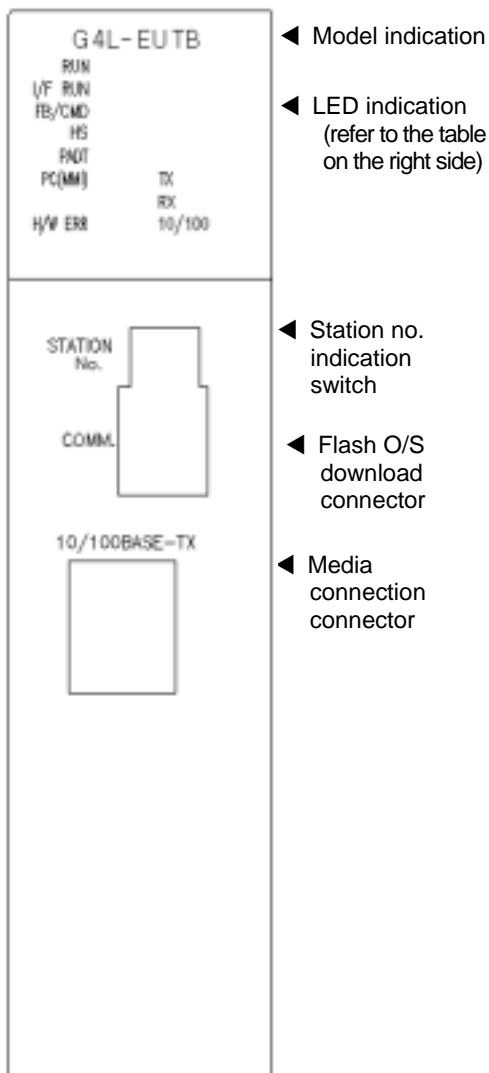 G4L-EUTB
RUN
I/F RUN
FB/CMD
HS
PADT
PC(MMI) TX
RX
H/W ERR 10/100
STATION
No.
COMM.
10/100BASE-TX
◀ Model indication
◀ LED indication
(refer to the table
on the right side)
◀ Station no.
indication
switch
◀ Flash O/S
download
connector
◀ Media
connection
connector